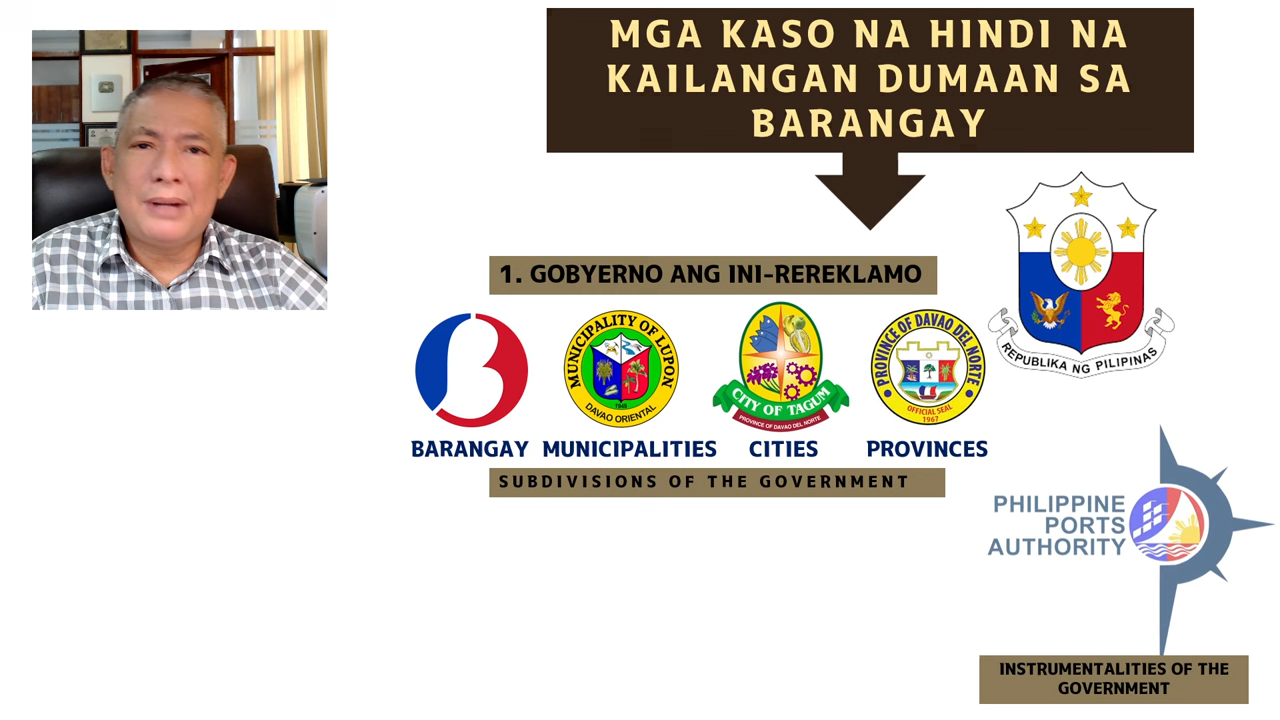 MGA KASO NA HINDI NA
KAILANGAN DUMAAN SA
BARANGAY
1. GOBYERNO ANG INI-REREKLAMO
REPUBLIKA NG PILIPINAS
MUNICIPALITY OF LUPON
1948
DAVAO ORIENTAL
CITY OF TAGUM
PROVINCE OF DAVAO DEL NORTE
PROVINCE OF DAVAO DEL NORTE
OFFICIAL SEAL
1967
BARANGAY
MUNICIPALITIES
CITIES
PROVINCES
SUBDIVISIONS OF THE GOVERNMENT
PHILIPPINE
PORTS
AUTHORITY
INSTRUMENTALITIES OF THE
GOVERNMENT